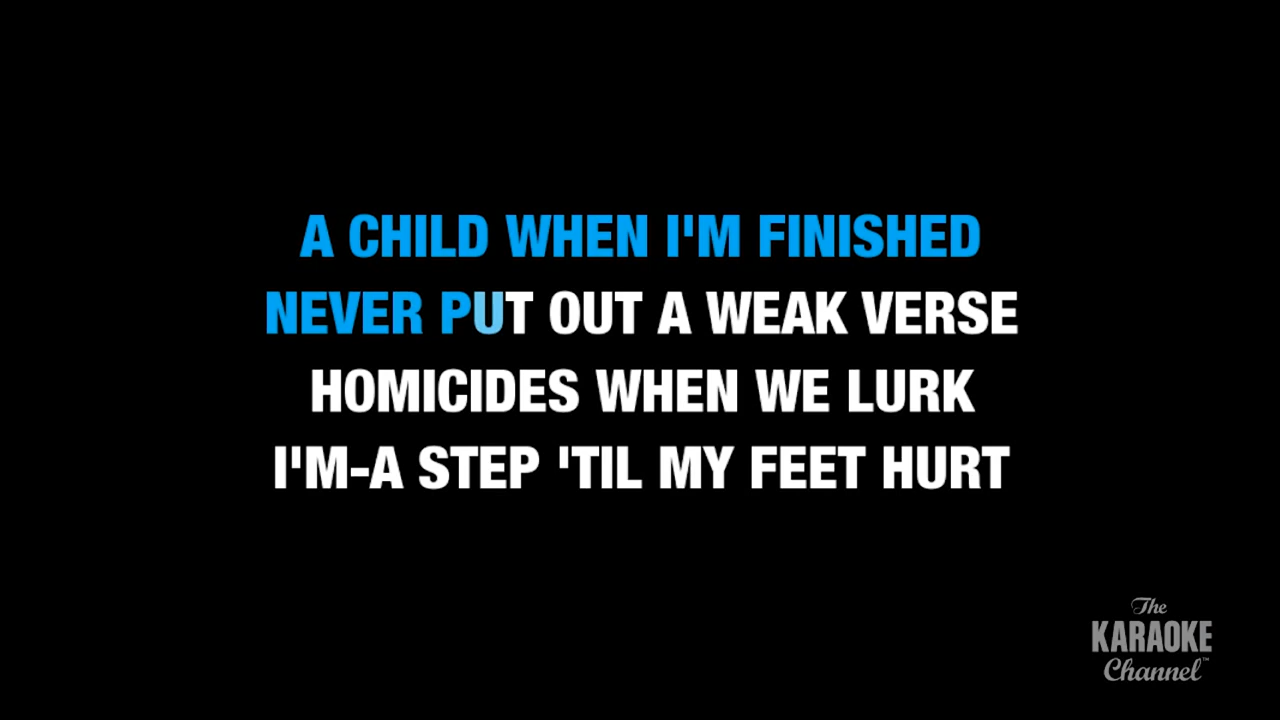 A CHILD WHEN I'M FINISHED
NEVER PUT OUT A WEAK VERSE
HOMICIDES WHEN WE LURK
I'M-A STEP 'TIL MY FEET HURT
The
KARAOKE
Channel™